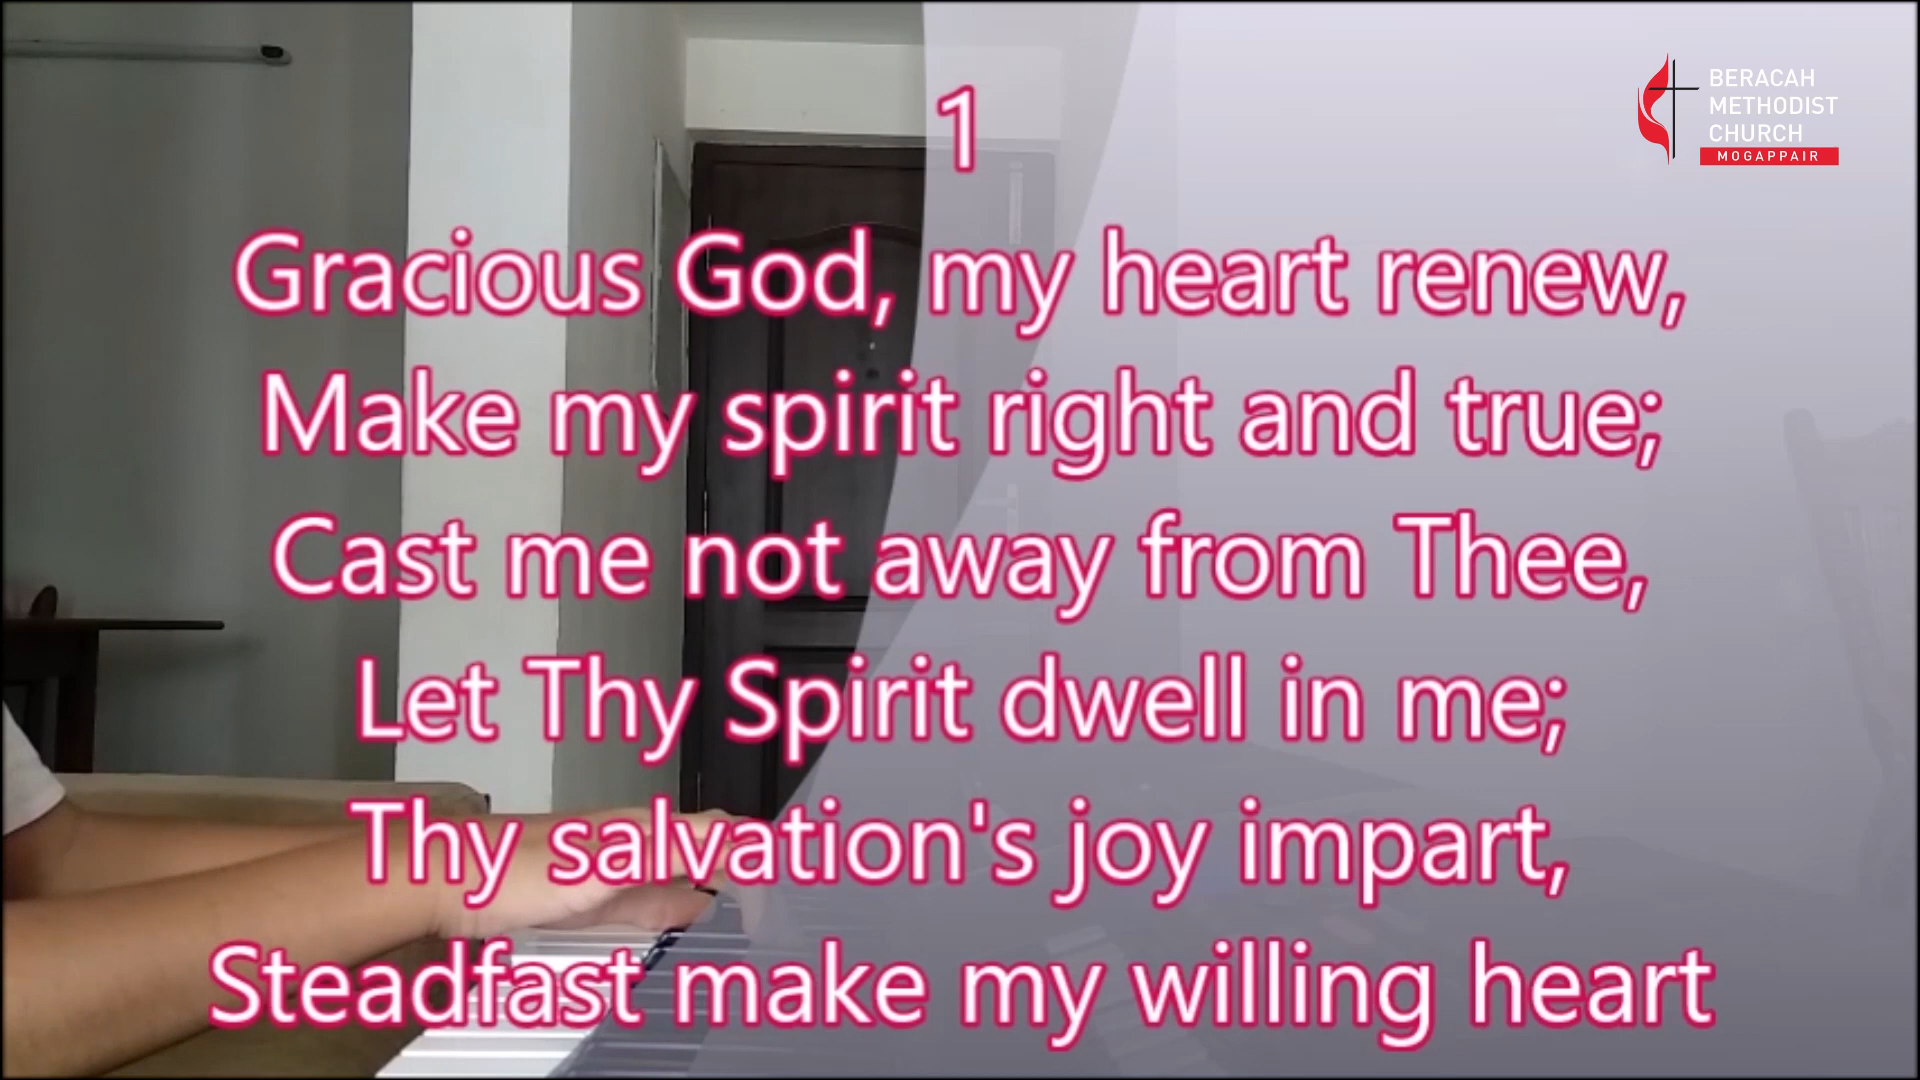 BERACAH
METHODIST
CHURCH
MOGAPPAIR
1
Gracious God, my heart renew,
Make my spirit right and true;
Cast me not away from Thee,
Let Thy Spirit dwell in me;
Thy salvation's joy impart,
Steadfast make my willing heart